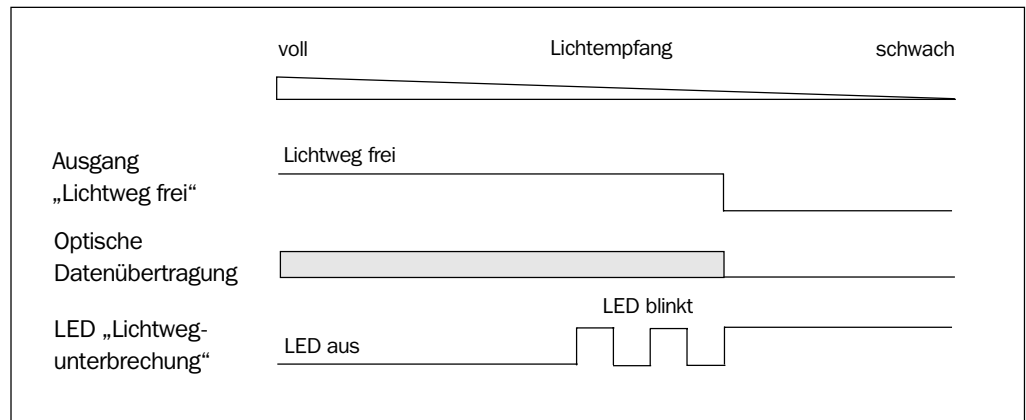 voll Lichtempfang schwach
Ausgang
„Lichtweg frei“
Lichtweg frei
Optische
Datenübertragung
LED „Lichtweg-
unterbrechung“
LED blinkt
LED aus